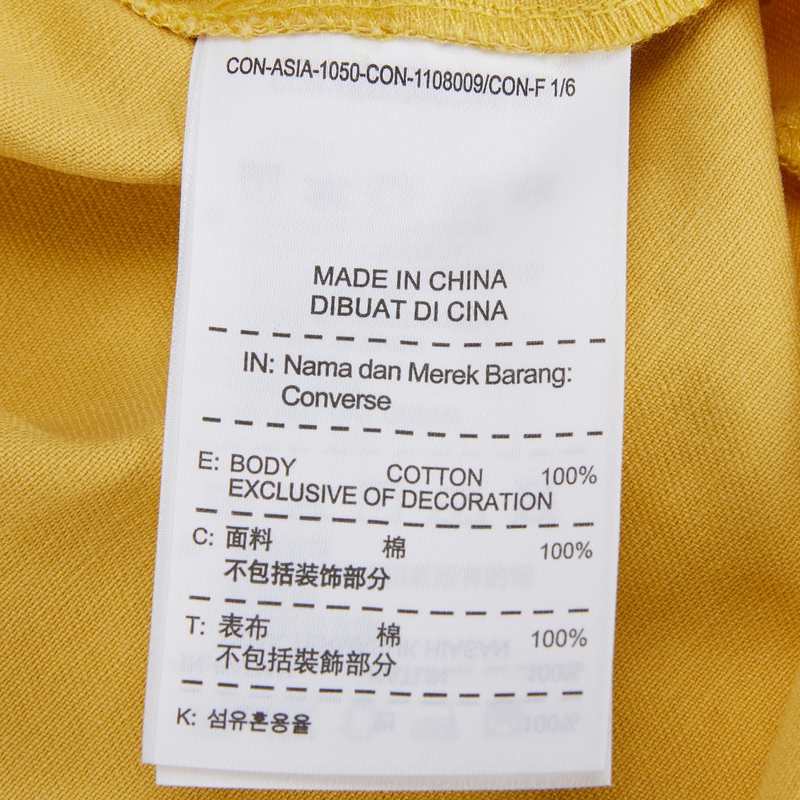 CON-ASIA-1050-CON-1108009/CON-F 1/6
MADE IN CHINA
DIBUAT DI CINA
IN: Nama dan Merek Barang:
Converse
E: BODY COTTON 100%
EXCLUSIVE OF DECORATION
C: 面料 棉 100%
不包括装饰部分
T: 表布 棉 100%
不包括裝飾部分
K: 섬유혼용율